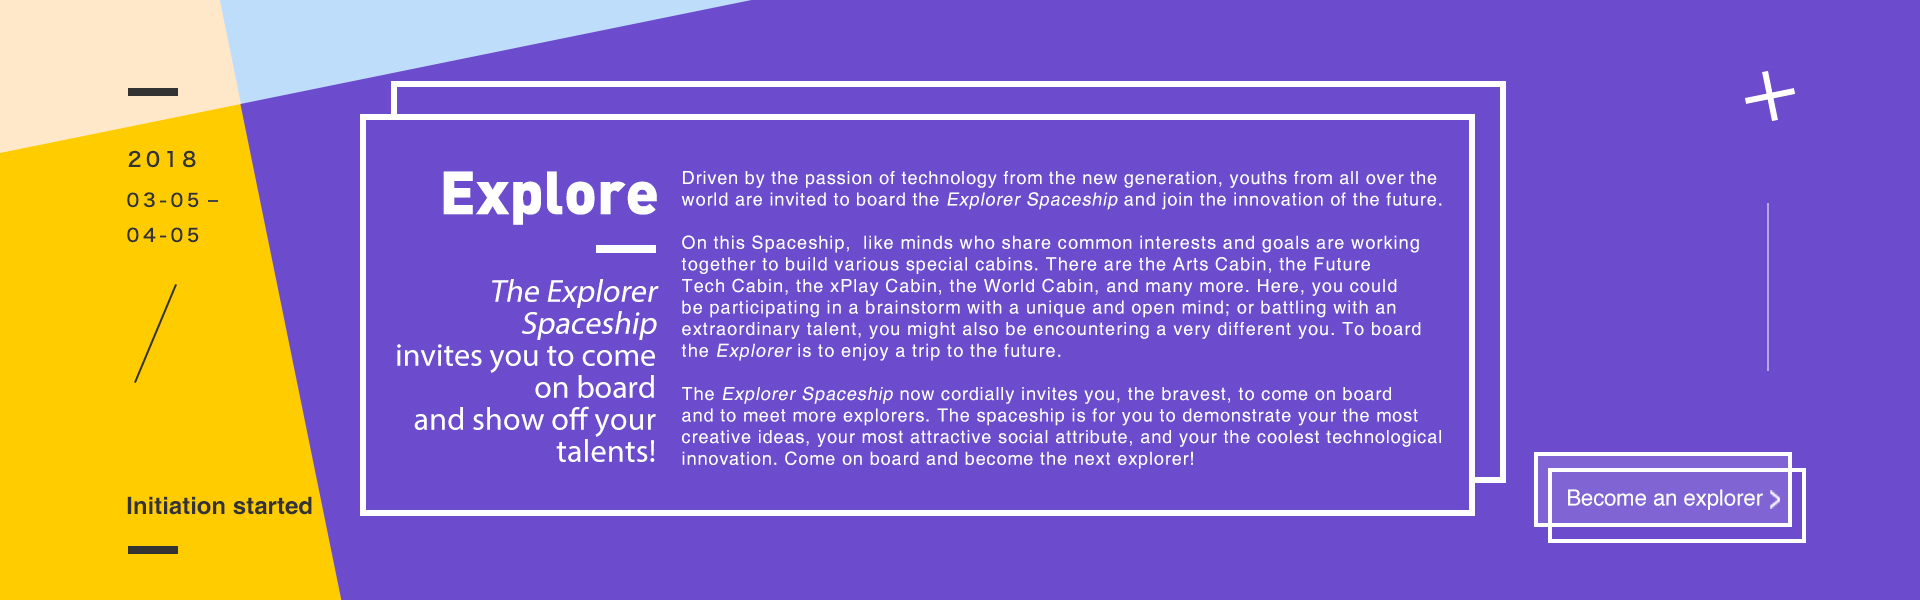 2018
03-05 –
04-05
Initiation started
Explore
The Explorer
Spaceship
invites you to come
on board
and show off your
talents!
Driven by the passion of technology from the new generation, youths from all over the
world are invited to board the Explorer Spaceship and join the innovation of the future.
On this Spaceship,  like minds who share common interests and goals are working
together to build various special cabins. There are the Arts Cabin, the Future
Tech Cabin, the xPlay Cabin, the World Cabin, and many more. Here, you could
be participating in a brainstorm with a unique and open mind; or battling with an
extraordinary talent, you might also be encountering a very different you. To board
the Explorer is to enjoy a trip to the future.
The Explorer Spaceship now cordially invites you, the bravest, to come on board
and to meet more explorers. The spaceship is for you to demonstrate your the most
creative ideas, your most attractive social attribute, and your the coolest technological
innovation. Come on board and become the next explorer!
Become an explorer >